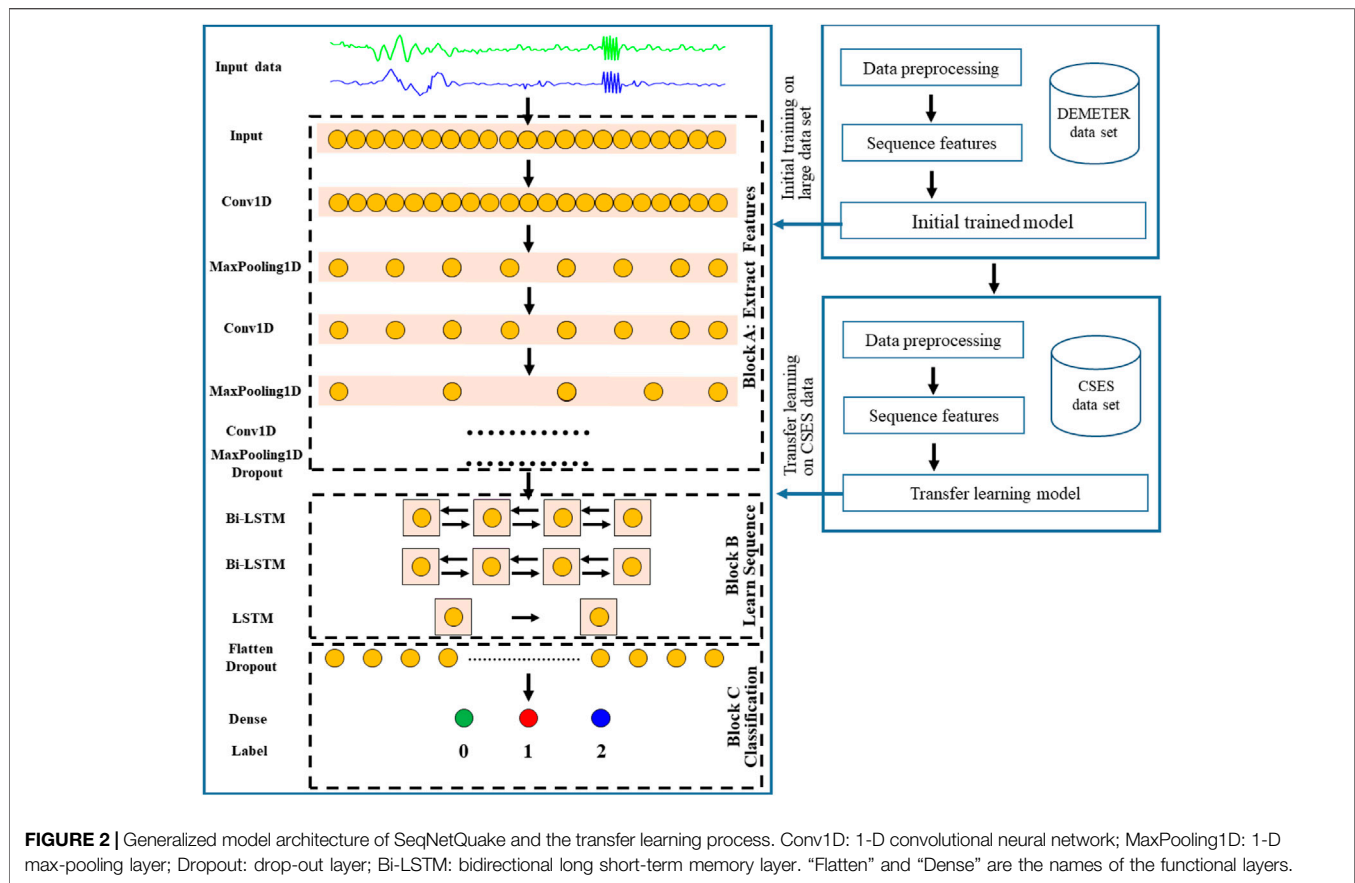 Input data
Input
Conv1D
MaxPooling1D
Conv1D
MaxPooling1D
Conv1D
MaxPooling1D
Dropout
Block A: Extract Features
Bi-LSTM
Bi-LSTM
LSTM
Block B
Learn Sequence
Flatten
Dropout
Dense
Label
0 1 2
Block C
Classification
Initial training on
large data set
Data preprocessing
Sequence features
Initial trained model
DEMETER
data set
Transfer learning
on CSES data
Data preprocessing
Sequence features
Transfer learning model
CSES
data set
FIGURE 2 | Generalized model architecture of SeqNetQuake and the transfer learning process. Conv1D: 1-D convolutional neural network; MaxPooling1D: 1-D
max-pooling layer; Dropout: drop-out layer; Bi-LSTM: bidirectional long short-term memory layer. “Flatten” and “Dense” are the names of the functional layers.